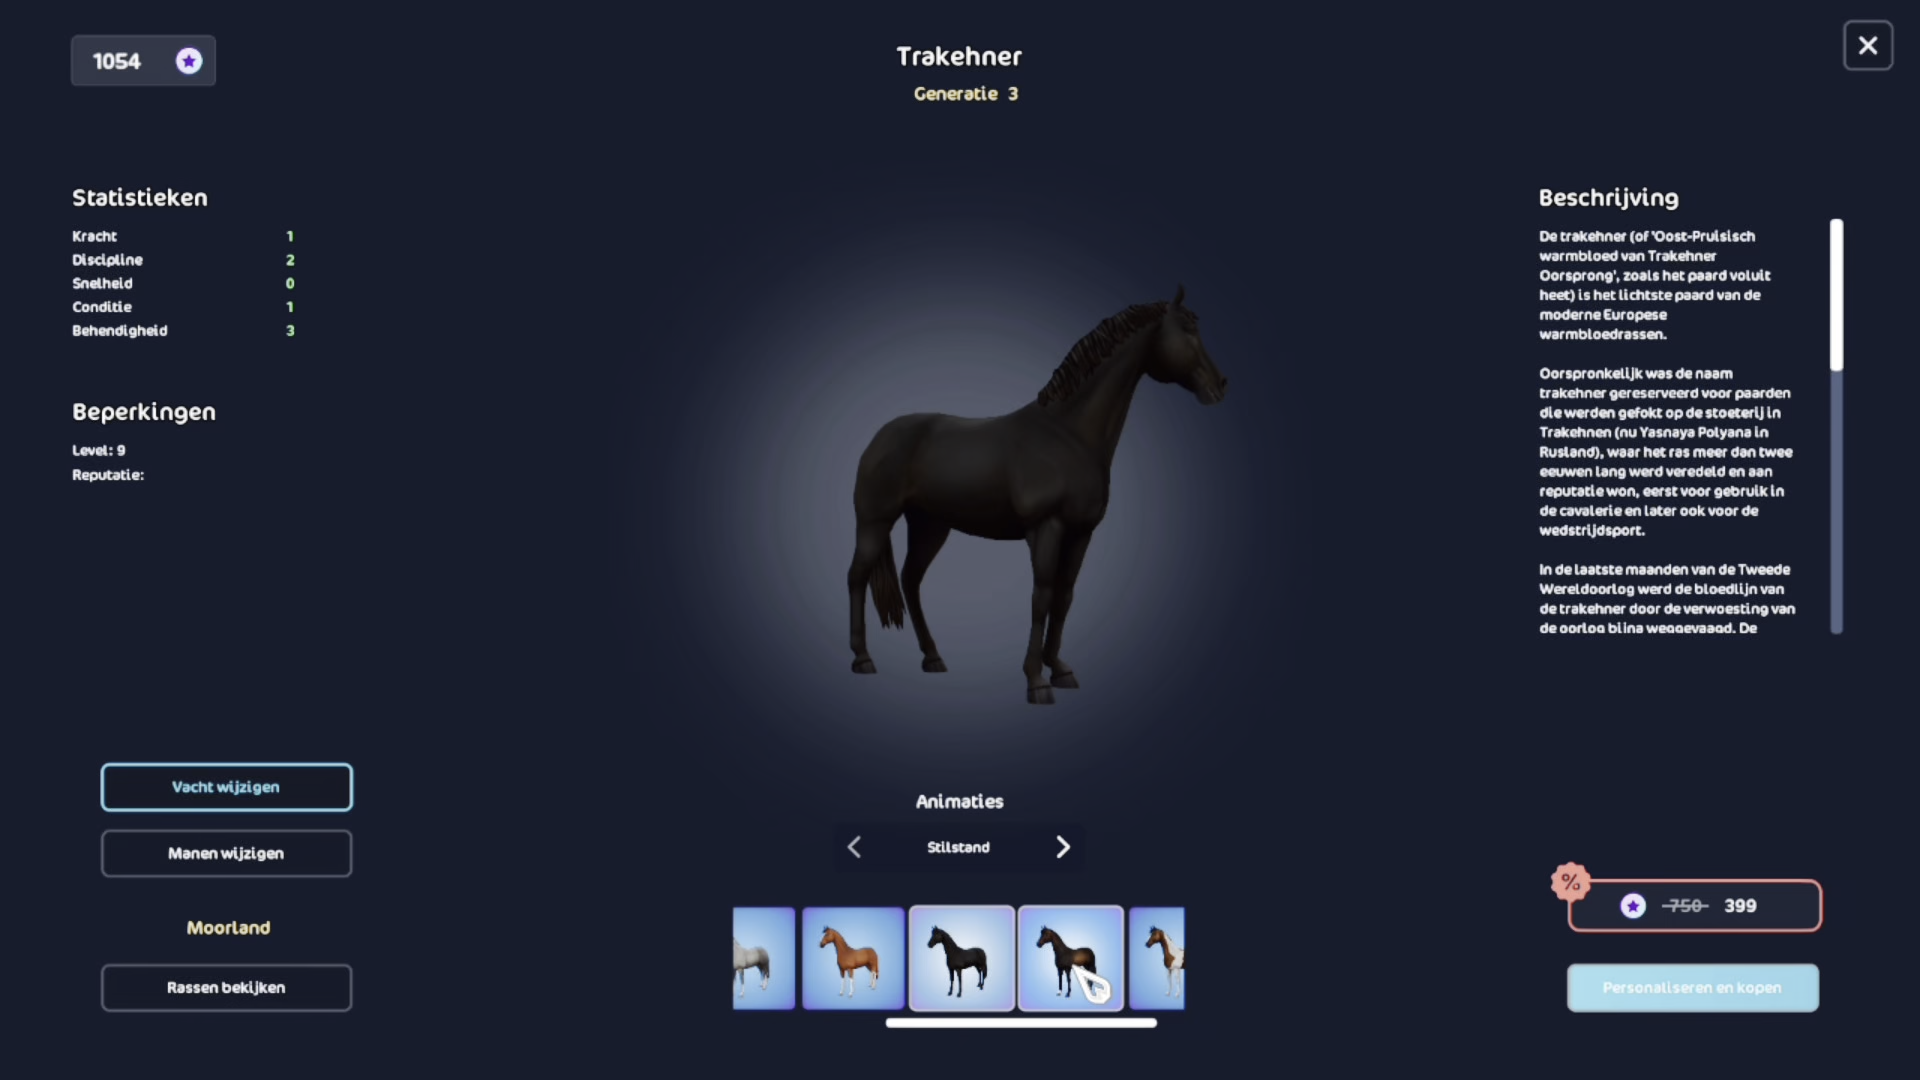 1054
Trakehner
Generatie 3
Statistieken
Kracht 1
Discipline 2
Snelheid 0
Conditie 1
Behendigheid 3
Beperkingen
Level: 9
Reputatie:
Beschrijving
De trakehner (of 'Oost-Pruisisch
warmbloed van Trakehner
Oorsprong', zoals het paard voluit
heet) is het lichtste paard van de
moderne Europese
warmbloedrassen.
Oorspronkelijk was de naam
trakehner gereserveerd voor paarden
die werden gefokt op de stoeterij in
Trakehnen (nu Yasnaya Polyana in
Rusland), waar het ras meer dan twee
eeuwen lang werd veredeld en aan
reputatie won, eerst voor gebruik in
de cavalerie en later ook voor de
wedstrijdsport.
In de laatste maanden van de Tweede
Wereldoorlog werd de bloedlijn van
de trakehner door de verwoesting van
de oorlog bijna weggevaagd. De
Vacht wijzigen
Manen wijzigen
Moorland
Rassen bekijken
Animaties
Stilstand
% 750 399
Personaliseren en kopen